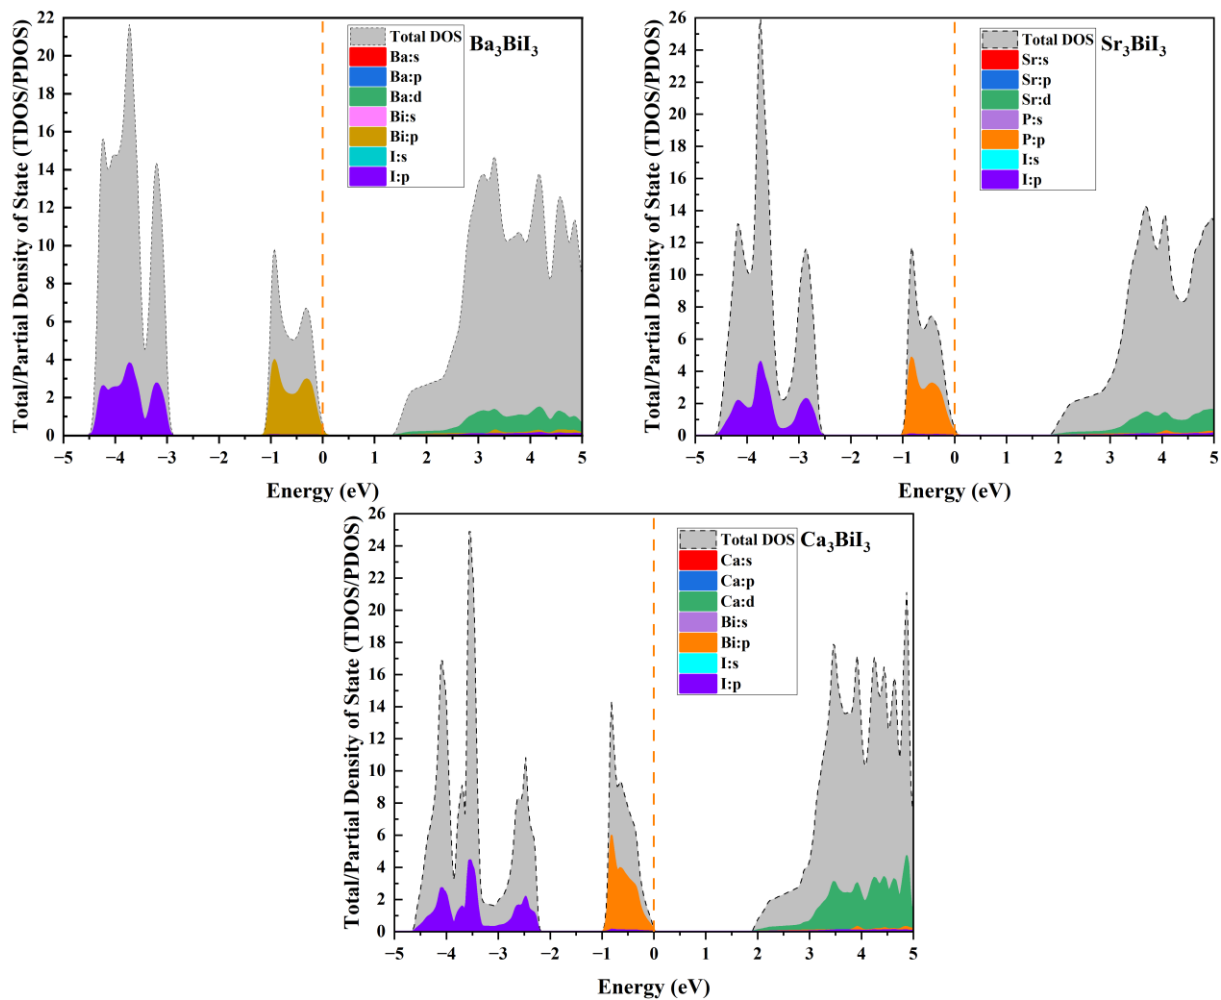 Total/Partial Density of State (TDOS/PDOS)
22
20
18
16
14
12
10
8
6
4
2
0
Total DOS
Ba:s
Ba:p
Ba:d
Bi:s
Bi:p
I:s
I:p
Ba₃BiI₃
−5 −4 −3 −2 −1 0 1 2 3 4 5
Energy (eV)
Total/Partial Density of State (TDOS/PDOS)
26
24
22
20
18
16
14
12
10
8
6
4
2
0
Total DOS
Sr:s
Sr:p
Sr:d
P:s
P:p
I:s
I:p
Sr₃BiI₃
−5 −4 −3 −2 −1 0 1 2 3 4 5
Energy (eV)
Total/Partial Density of State (TDOS/PDOS)
26
24
22
20
18
16
14
12
10
8
6
4
2
0
Total DOS
Ca:s
Ca:p
Ca:d
Bi:s
Bi:p
I:s
I:p
Ca₃BiI₃
−5 −4 −3 −2 −1 0 1 2 3 4 5
Energy (eV)